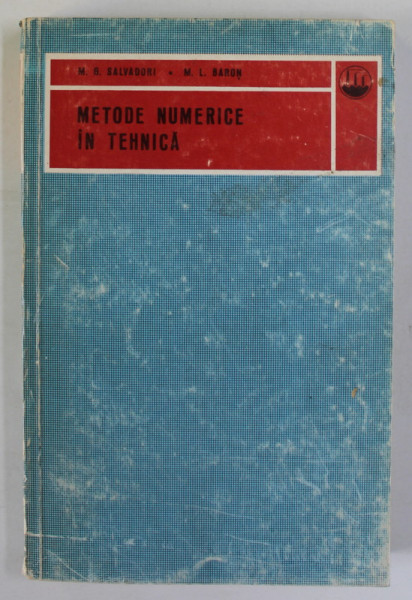 M. G. SALVADORI • M. L. BARON
METODE NUMERICE
ÎN TEHNICĂ